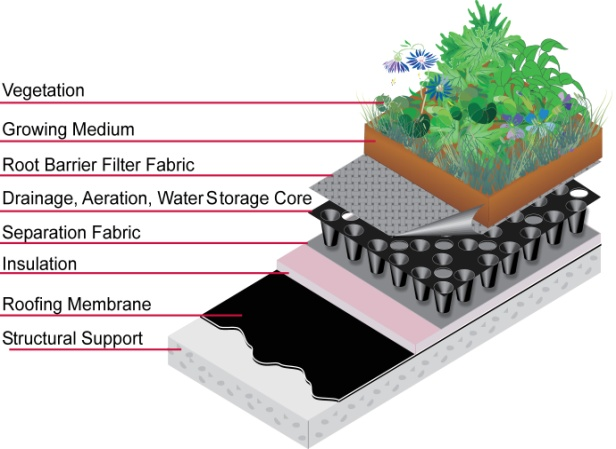 Vegetation
Growing Medium
Root Barrier Filter Fabric
Drainage, Aeration, Water Storage Core
Separation Fabric
Insulation
Roofing Membrane
Structural Support